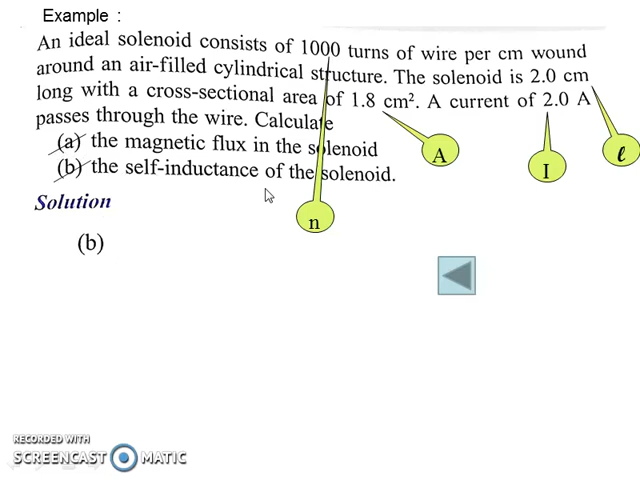 Example :
An ideal solenoid consists of 1000 turns of wire per cm wound
around an air-filled cylindrical structure. The solenoid is 2.0 cm
long with a cross-sectional area of 1.8 cm². A current of 2.0 A
passes through the wire. Calculate
(a) the magnetic flux in the solenoid
(b) the self-inductance of the solenoid.
A
I
ℓ
n
Solution
(b)
RECORDED WITH
SCREENCAST MATIC